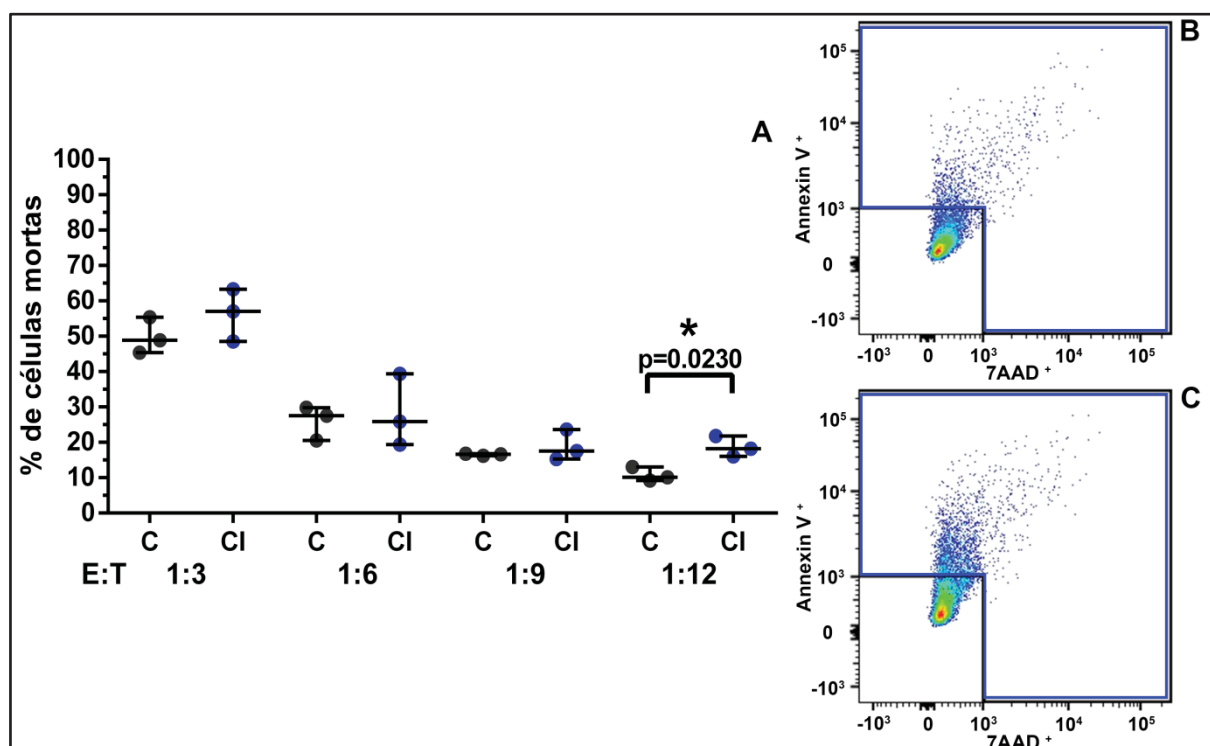 A
% de células mortas
100
90
80
70
60
50
40
30
20
10
0
*
p=0.0230
C CI C CI C CI C CI
E:T 1:3 1:6 1:9 1:12
B
Annexin V +
10⁵
10⁴
10³
0
-10³
-10³ 0 10³ 10⁴ 10⁵
7AAD +
C
Annexin V +
10⁵
10⁴
10³
0
-10³
-10³ 0 10³ 10⁴ 10⁵
7AAD +